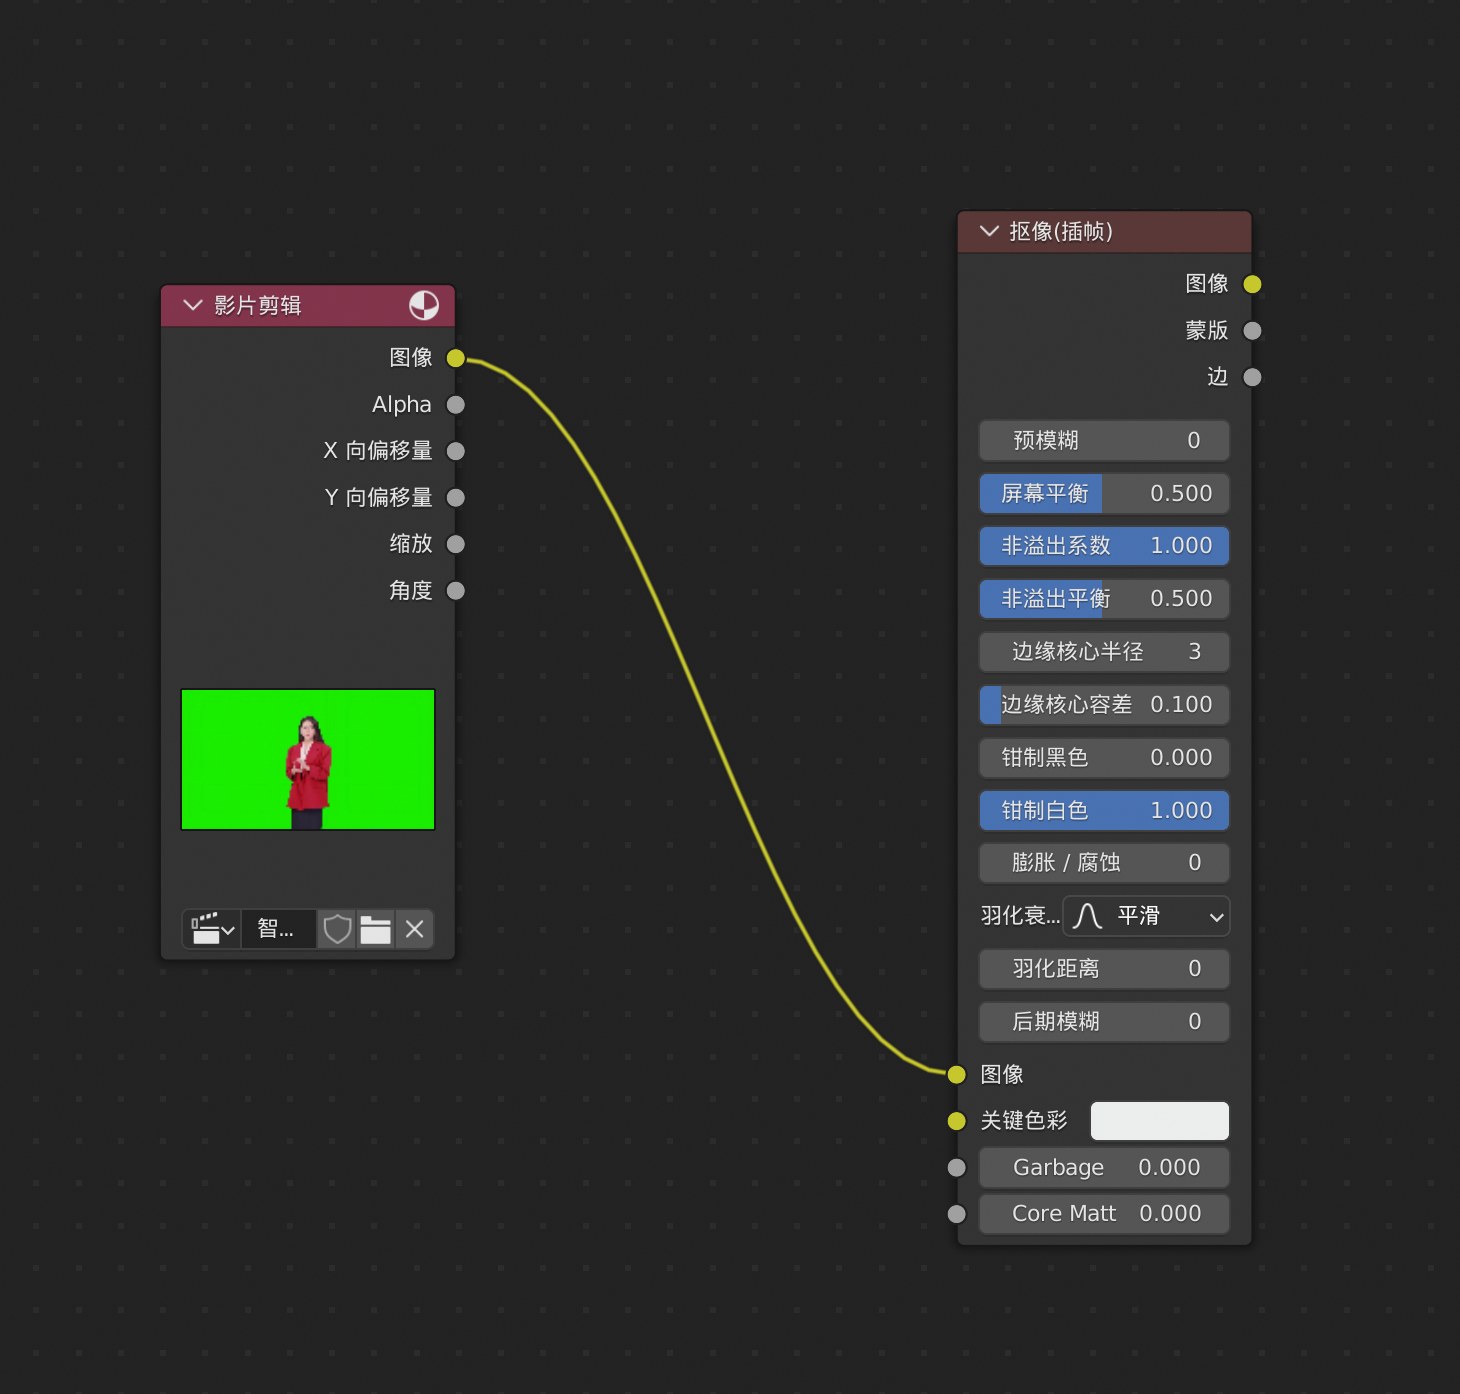 影片剪辑
图像
Alpha
X 向偏移量
Y 向偏移量
缩放
角度
智...
抠像(插帧)
图像
蒙版
边
预模糊 0
屏幕平衡 0.500
非溢出系数 1.000
非溢出平衡 0.500
边缘核心半径 3
边缘核心容差 0.100
钳制黑色 0.000
钳制白色 1.000
膨胀 / 腐蚀 0
羽化衰... 平滑
羽化距离 0
后期模糊 0
图像
关键色彩
Garbage 0.000
Core Matt 0.000